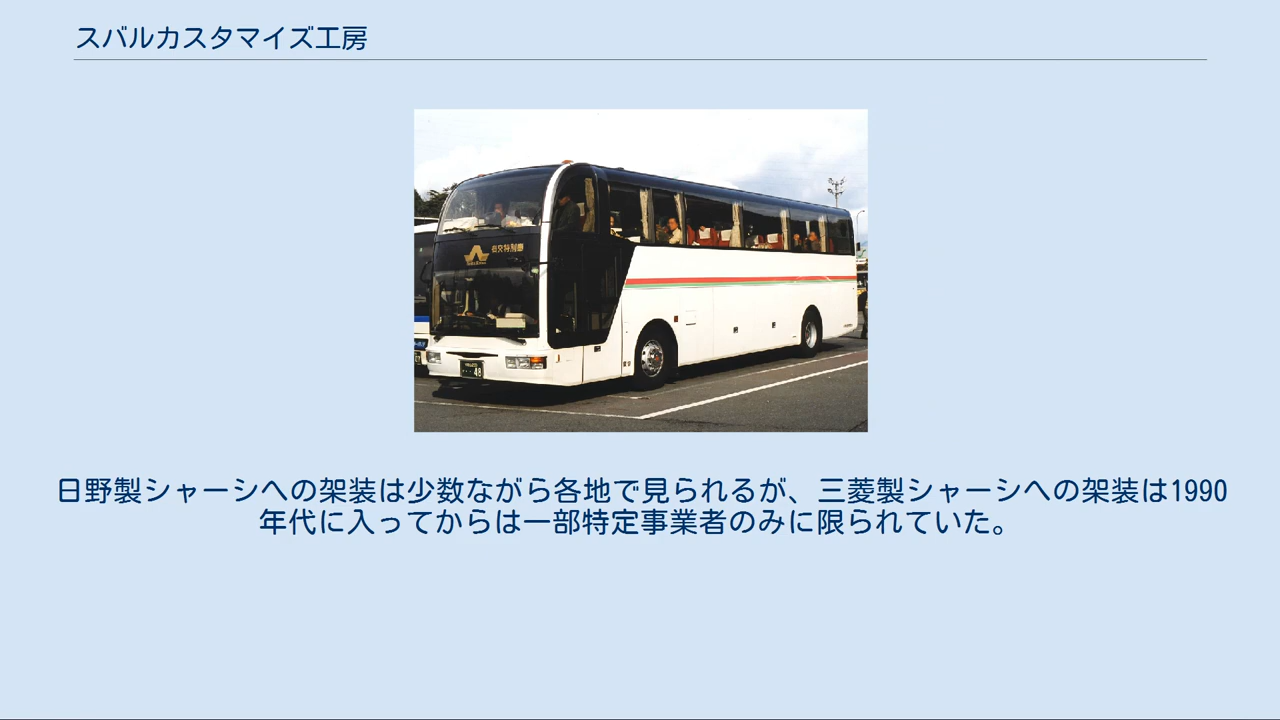 スバルカスタマイズ工房
48
日野製シャーシへの架装は少数ながら各地で見られるが、三菱製シャーシへの架装は1990
年代に入ってからは一部特定事業者のみに限られていた。